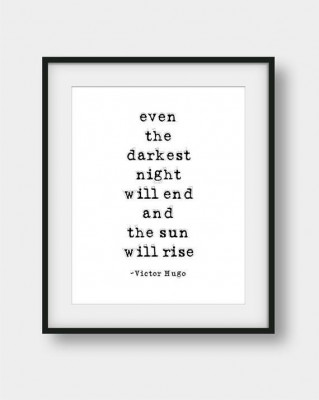 even
the
darkest
night
will end
and
the sun
will rise
-Victor Hugo